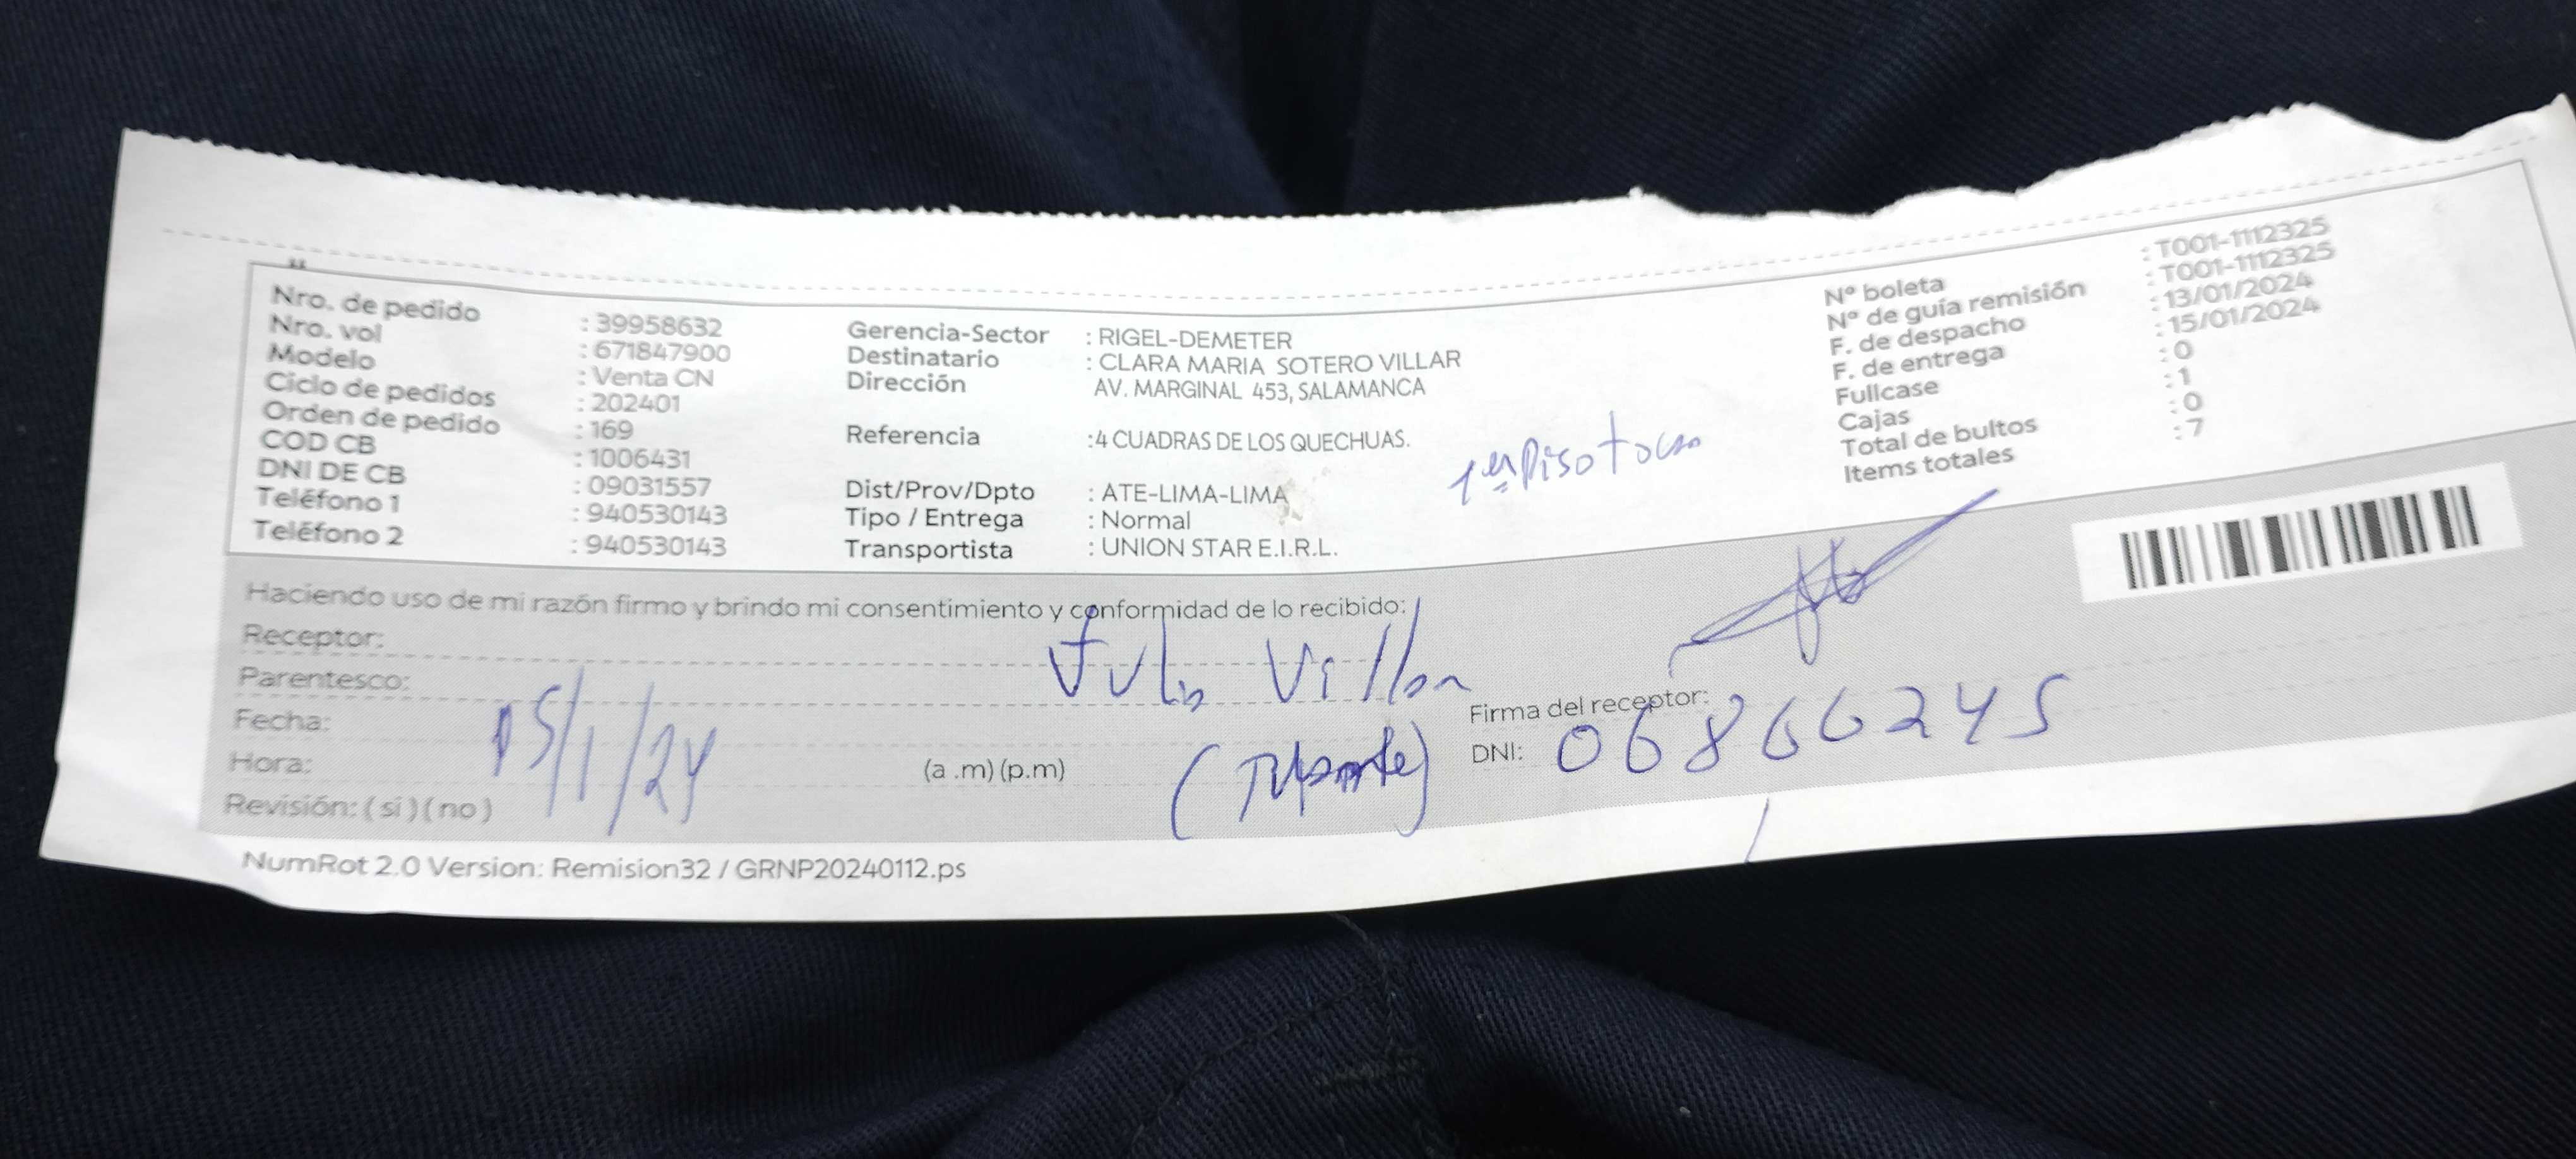 Nro. de pedido : 39958632
Nro. vol : 671847900
Modelo : Venta CN
Ciclo de pedidos : 202401
Orden de pedido : 169
COD CB : 1006431
DNI DE CB : 09031557
Teléfono 1 : 940530143
Teléfono 2 : 940530143
Gerencia-Sector : RIGEL-DEMETER
Destinatario : CLARA MARIA SOTERO VILLAR
Dirección AV. MARGINAL 453, SALAMANCA
Referencia :4 CUADRAS DE LOS QUECHUAS.
Dist/Prov/Dpto : ATE-LIMA-LIMA
Tipo / Entrega : Normal
Transportista : UNION STAR E.I.R.L.
1er Piso
Nº boleta : T001-1112325
Nº de guía remisión : T001-1112325
F. de despacho : 13/01/2024
F. de entrega : 15/01/2024
Fullcase : 0
Cajas : 1
Total de bultos : 0
Items totales : 7
Haciendo uso de mi razón firmo y brindo mi consentimiento y conformidad de lo recibido:
Receptor: Julio
Parentesco:
Fecha: 15/1/24
Hora: (a .m) (p.m)
Revisión: ( si ) ( no )
Firma del receptor:
DNI: 06866245
NumRot 2.0 Version: Remision32 / GRNP20240112.ps